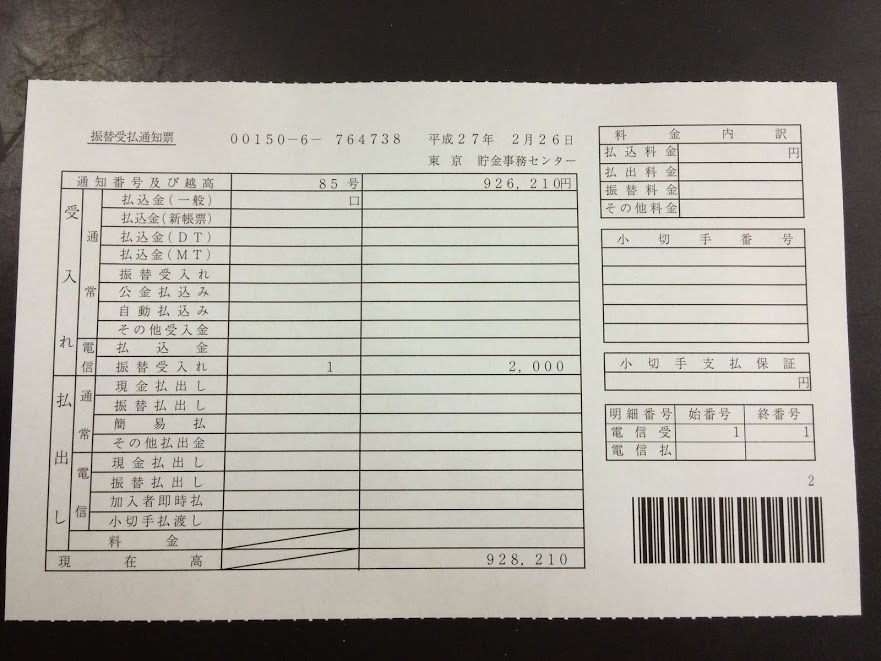 振替受払通知票 00150-6- 764738 平成27年 2月26日
東京 貯金事務センター
通知番号及び越高 85号 926,210円
受入れ
通常
払込金(一般) 口
払込金(新帳票)
払込金(DT)
払込金(MT)
振替受入れ
公金払込み
自動払込み
その他受入金
電信
払込金
振替受入れ 1 2,000
払出し
通常
現金払出し
振替払出し
簡易払
その他払出金
電信
現金払出し
振替払出し
加入者即時払
小切手払渡し
料金
現在高 928,210
料金内訳
払込料金 円
払出料金
振替料金
その他料金
小切手番号
小切手支払保証
円
明細番号 始番号 終番号
電信受 1 1
電信払
2